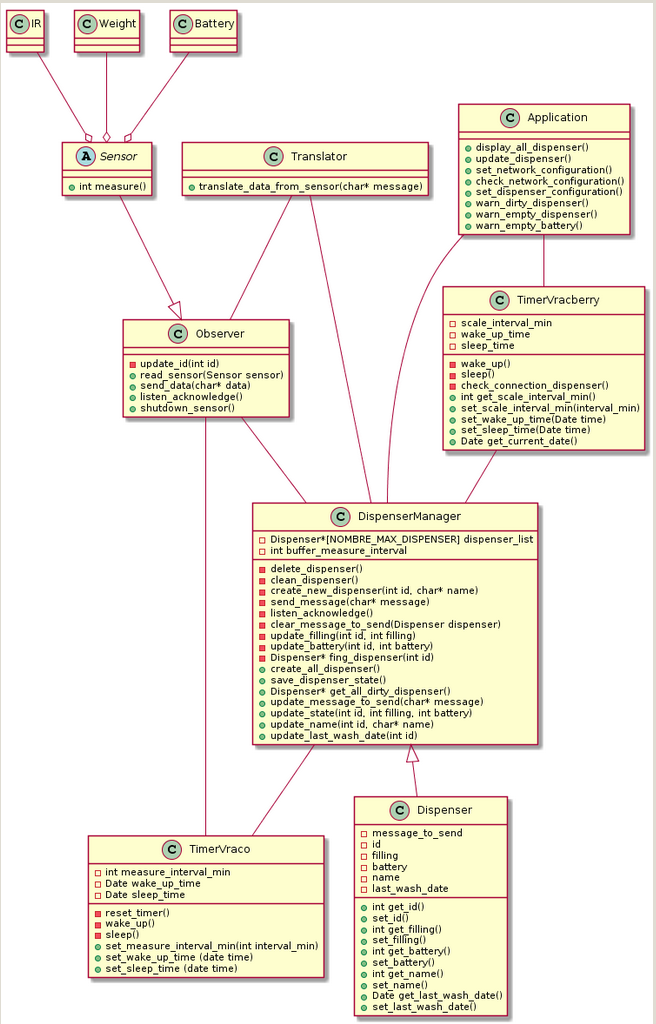 C IR
C Weight
C Battery
A Sensor
int measure()
C Translator
translate_data_from_sensor(char* message)
C Application
display_all_dispenser()
update_dispenser()
set_network_configuration()
check_network_configuration()
set_dispenser_configuration()
warn_dirty_dispenser()
warn_empty_dispenser()
warn_empty_battery()
C Observer
update_id(int id)
read_sensor(Sensor sensor)
send_data(char* data)
listen_acknowledge()
shutdown_sensor()
C TimerVracberry
scale_interval_min
wake_up_time
sleep_time
wake_up()
sleep()
check_connection_dispenser()
int get_scale_interval_min()
set_scale_interval_min(interval_min)
set_wake_up_time(Date time)
set_sleep_time(Date time)
Date get_current_date()
C DispenserManager
Dispenser*[NOMBRE_MAX_DISPENSER] dispenser_list
int buffer_measure_interval
delete_dispenser()
clean_dispenser()
create_new_dispenser(int id, char* name)
send_message(char* message)
listen_acknowledge()
clear_message_to_send(Dispenser dispenser)
update_filling(int id, int filling)
update_battery(int id, int battery)
Dispenser* fing_dispenser(int id)
create_all_dispenser()
save_dispenser_state()
Dispenser* get_all_dirty_dispenser()
update_message_to_send(char* message)
update_state(int id, int filling, int battery)
update_name(int id, char* name)
update_last_wash_date(int id)
C TimerVraco
int measure_interval_min
Date wake_up_time
Date sleep_time
reset_timer()
wake_up()
sleep()
set_measure_interval_min(int interval_min)
set_wake_up_time (date time)
set_sleep_time (date time)
C Dispenser
message_to_send
id
filling
battery
name
last_wash_date
int get_id()
set_id()
int get_filling()
set_filling()
int get_battery()
set_battery()
int get_name()
set_name()
Date get_last_wash_date()
set_last_wash_date()